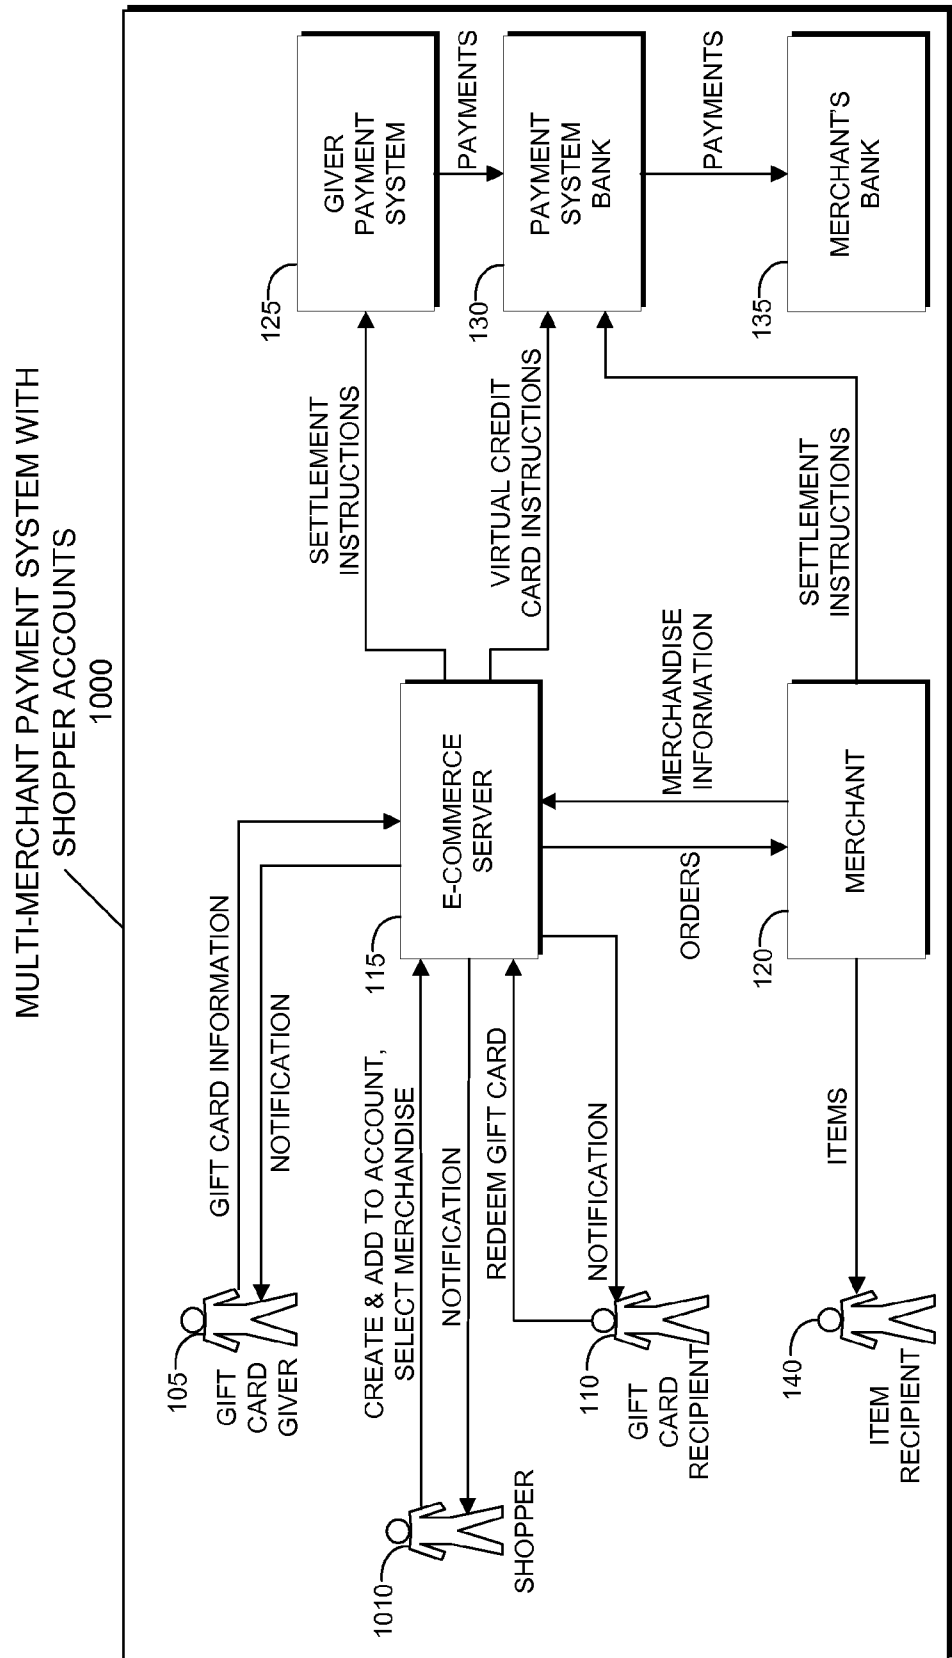 MULTI-MERCHANT PAYMENT SYSTEM WITH
SHOPPER ACCOUNTS
1000
105
GIFT
CARD
GIVER
GIFT CARD INFORMATION
NOTIFICATION
1010
SHOPPER
CREATE & ADD TO ACCOUNT,
SELECT MERCHANDISE
NOTIFICATION
110
GIFT
CARD
RECIPIENT
REDEEM GIFT CARD
NOTIFICATION
140
ITEM
RECIPIENT
ITEMS
115
E-COMMERCE
SERVER
ORDERS
MERCHANDISE
INFORMATION
120
MERCHANT
SETTLEMENT
INSTRUCTIONS
VIRTUAL CREDIT
CARD INSTRUCTIONS
SETTLEMENT
INSTRUCTIONS
125
GIVER
PAYMENT
SYSTEM
PAYMENTS
130
PAYMENT
SYSTEM
BANK
PAYMENTS
135
MERCHANT'S
BANK